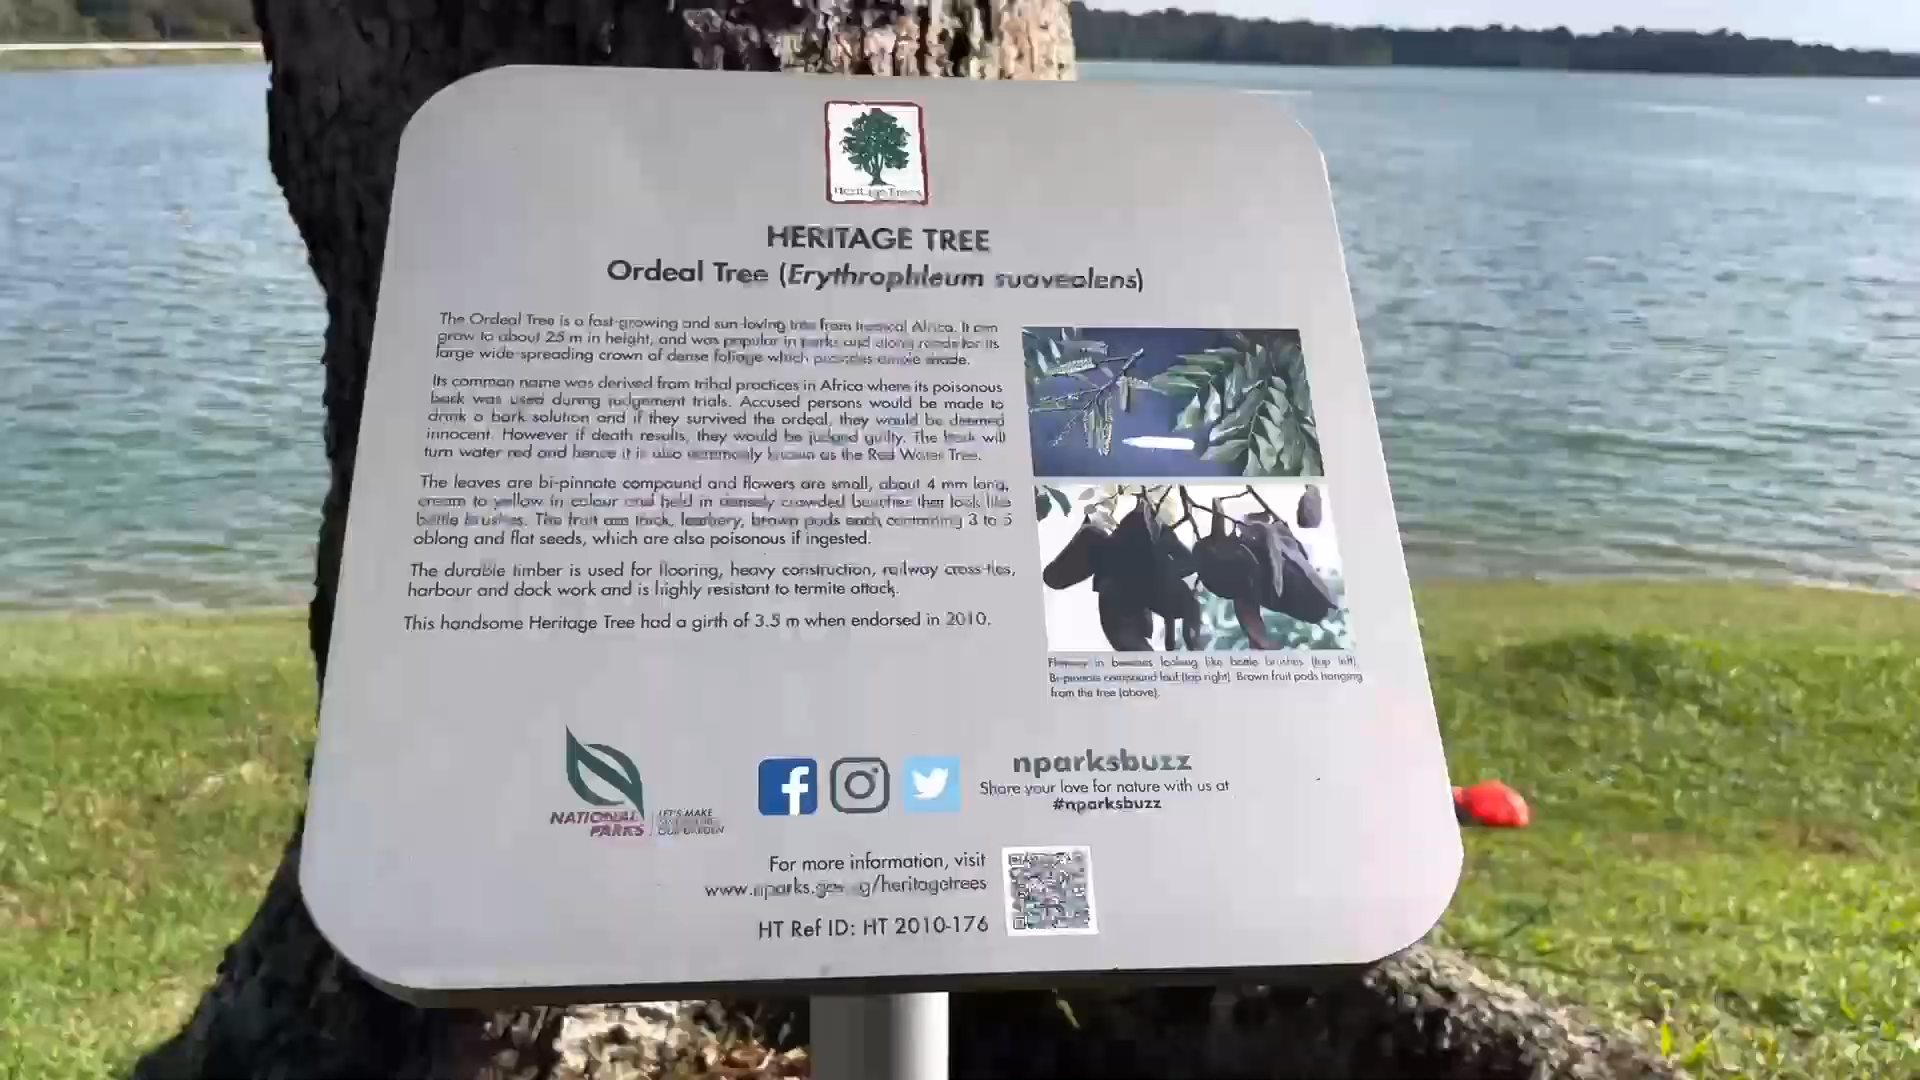 Heritage Trees
HERITAGE TREE
Ordeal Tree (Erythrophleum suaveolens)
The Ordeal Tree is a fast-growing and sun-loving tree from tropical Africa. It can
grow to about 25 m in height, and was popular in parks and along roads for its
large wide-spreading crown of dense foliage which provides ample shade.
Its common name was derived from tribal practices in Africa where its poisonous
bark was used during judgement trials. Accused persons would be made to
drink a bark solution and if they survived the ordeal, they would be deemed
innocent. However if death results, they would be judged guilty. The bark will
turn water red and hence it is also commonly known as the Red Water Tree.
The leaves are bi-pinnate compound and flowers are small, about 4 mm long,
cream to yellow in colour and held in densely crowded bunches that look like
bottle brushes. The fruit are thick, leathery, brown pods each containing 3 to 5
oblong and flat seeds, which are also poisonous if ingested.
The durable timber is used for flooring, heavy construction, railway cross-ties,
harbour and dock work and is highly resistant to termite attack.
This handsome Heritage Tree had a girth of 3.5 m when endorsed in 2010.
in looking like bottle brushes (top left).
Bi-pinnate compound leaf (top right). Brown fruit pods hanging
from the tree (above).
NATIONAL
PARKS
LET'S MAKE
OUR GARDEN
nparksbuzz
Share your love for nature with us at
#nparksbuzz
For more information, visit
www.nparks.gov.sg/heritagetrees
HT Ref ID: HT 2010-176